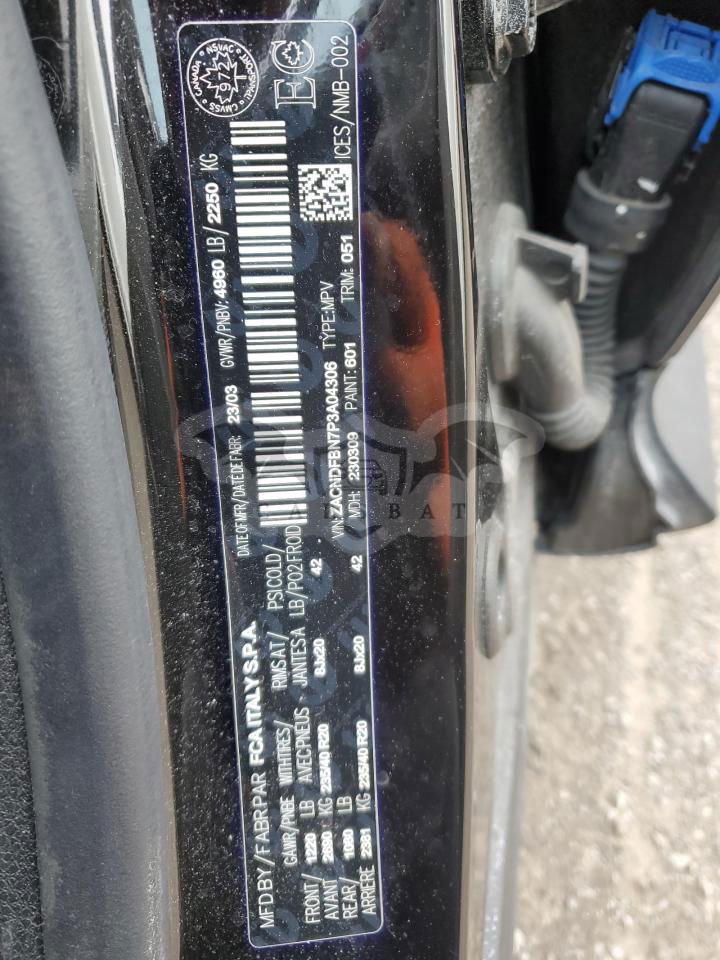 MFD BY/FABR PAR FCA ITALY S.P.A.
DATE OF MFR/DATE DE FABR: 23/03 GVWR/PNBV: 4960 LB/ 2250 KG
GAWR/PNBE WITH TIRES/ RIMS AT/ PSI COLD/
AVEC PNEUS JANTES A LB/PO2 FROID
FRONT/ 1220 LB
AVANT 2690 KG 235/40 R20 8Jx20 42
REAR/ 1080 LB
ARRIERE 2381 KG 235/40 R20 8Jx20 42
VIN: ZACNDFBN7P3A04306 TYPE: MPV
MDH: 230309 PAINT: 601 TRIM: 051
CANADA NSVAC TRANSPORT CMVSS
972
EC
ICES/NMB-002